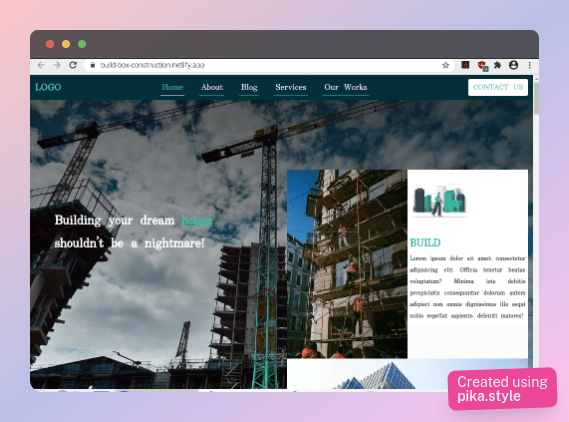 build-box-construction.netlify.app
LOGO
Home About Blog Services Our Works
CONTACT US
Building your dream
shouldn't be a nightmare!
BUILD
Lorem ipsum dolor sit amet, consectetur
adipisicing elit. Officia tenetur beatae
voluptatum? Minima iste debitis
perspiciatis consequuntur dolorum autem
adipisci non omnis dignissimos illo sequi
nobis repellat sapiente, deleniti maiores!
Created using
pika.style